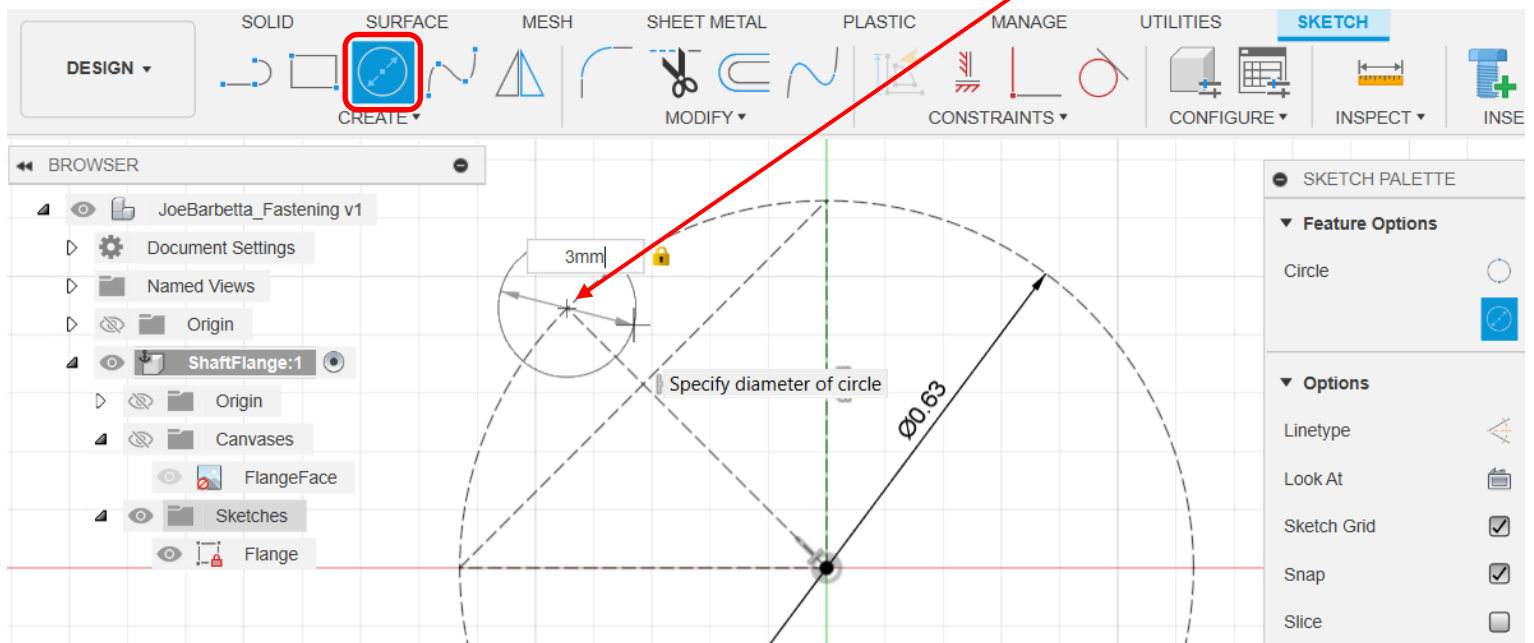 SOLID SURFACE MESH SHEET METAL PLASTIC MANAGE UTILITIES SKETCH
DESIGN ▾
CREATE ▾ MODIFY ▾ CONSTRAINTS ▾ CONFIGURE ▾ INSPECT ▾ INSE
BROWSER
JoeBarbetta_Fastening v1
Document Settings
Named Views
Origin
ShaftFlange:1
Origin
Canvases
FlangeFace
Sketches
Flange
3mm
Specify diameter of circle
Ø0.63
SKETCH PALETTE
▼ Feature Options
Circle
▼ Options
Linetype
Look At
Sketch Grid
Snap
Slice